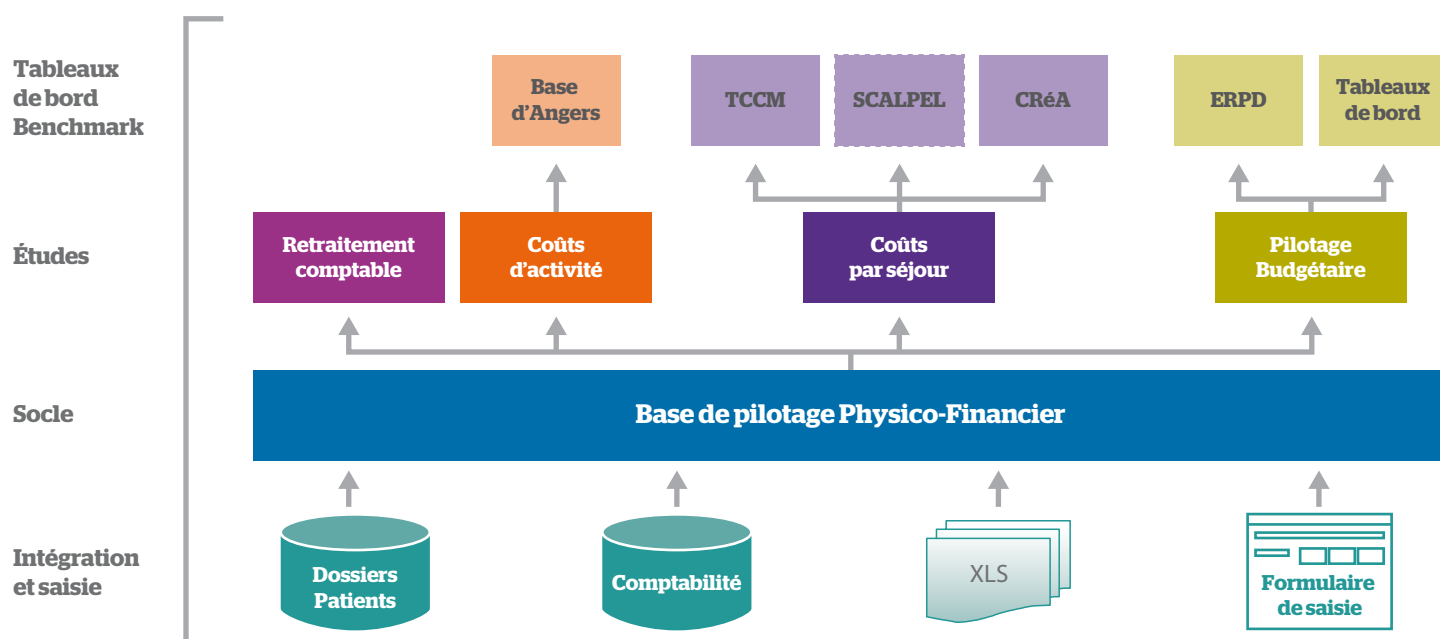 Tableaux
de bord
Benchmark
Base
d'Angers
TCCM
SCALPEL
CRéA
ERPD
Tableaux
de bord
Études
Retraitement
comptable
Coûts
d'activité
Coûts
par séjour
Pilotage
Budgétaire
Socle
Base de pilotage Physico-Financier
Intégration
et saisie
Dossiers
Patients
Comptabilité
XLS
Formulaire
de saisie